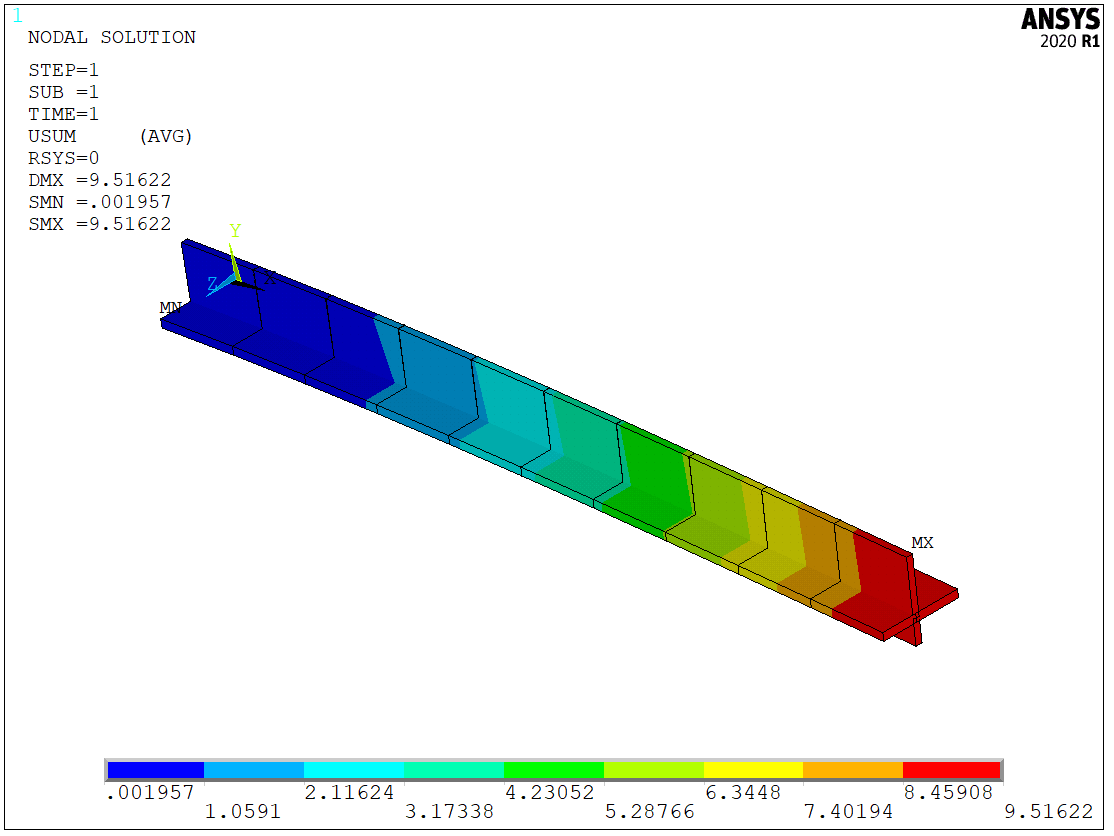 1
ANSYS
2020 R1
NODAL SOLUTION
STEP=1
SUB =1
TIME=1
USUM (AVG)
RSYS=0
DMX =9.51622
SMN =.001957
SMX =9.51622
Y
Z X
MN
MX
.001957 2.11624 4.23052 6.3448 8.45908
1.0591 3.17338 5.28766 7.40194 9.51622